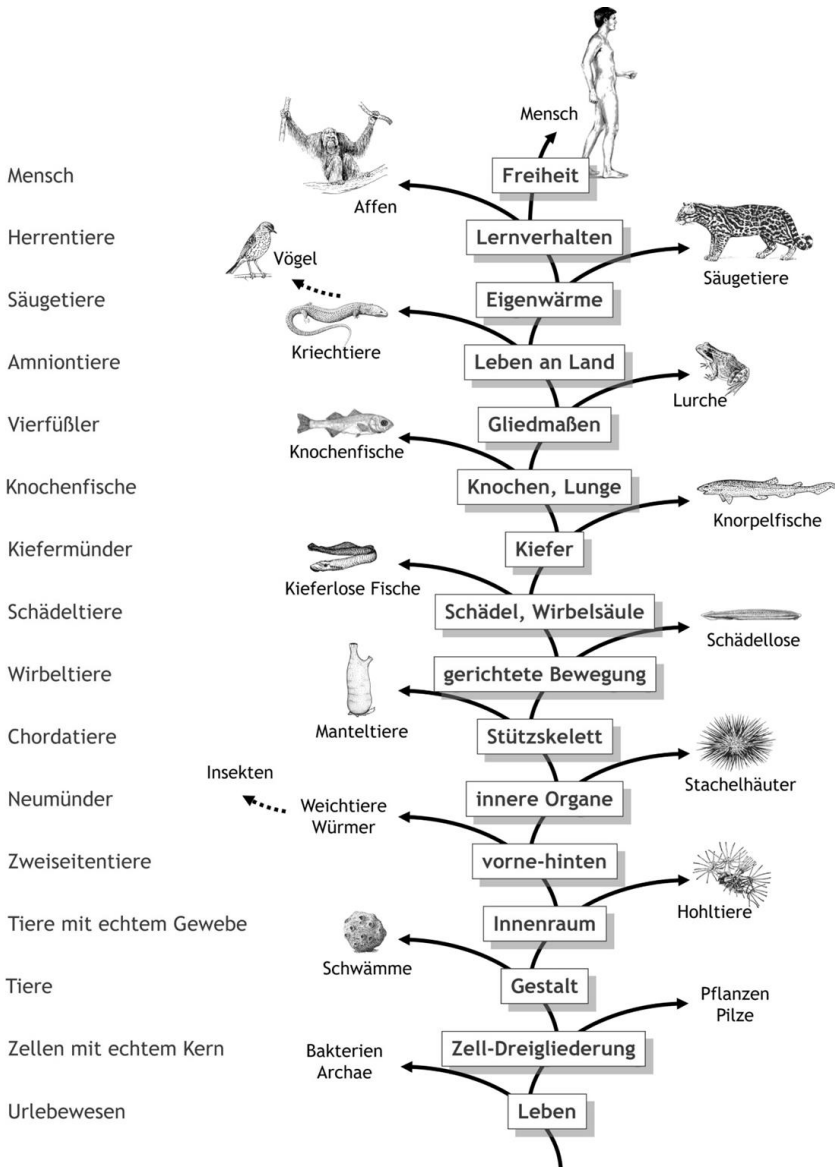 Mensch
Mensch
Freiheit
Affen
Herrentiere
Lernverhalten
Vögel
Säugetiere
Säugetiere
Eigenwärme
Kriechtiere
Amniontiere
Leben an Land
Lurche
Vierfüßler
Gliedmaßen
Knochenfische
Knochenfische
Knochen, Lunge
Knorpelfische
Kiefermünder
Kiefer
Kieferlose Fische
Schädeltiere
Schädel, Wirbelsäule
Schädellose
Wirbeltiere
gerichtete Bewegung
Manteltiere
Chordatiere
Stützskelett
Insekten
Stachelhäuter
Neumünder
Weichtiere
Würmer
innere Organe
Zweiseitentiere
vorne-hinten
Hohltiere
Tiere mit echtem Gewebe
Innenraum
Schwämme
Tiere
Gestalt
Pflanzen
Pilze
Zellen mit echtem Kern
Bakterien
Archae
Zell-Dreigliederung
Urlebewesen
Leben